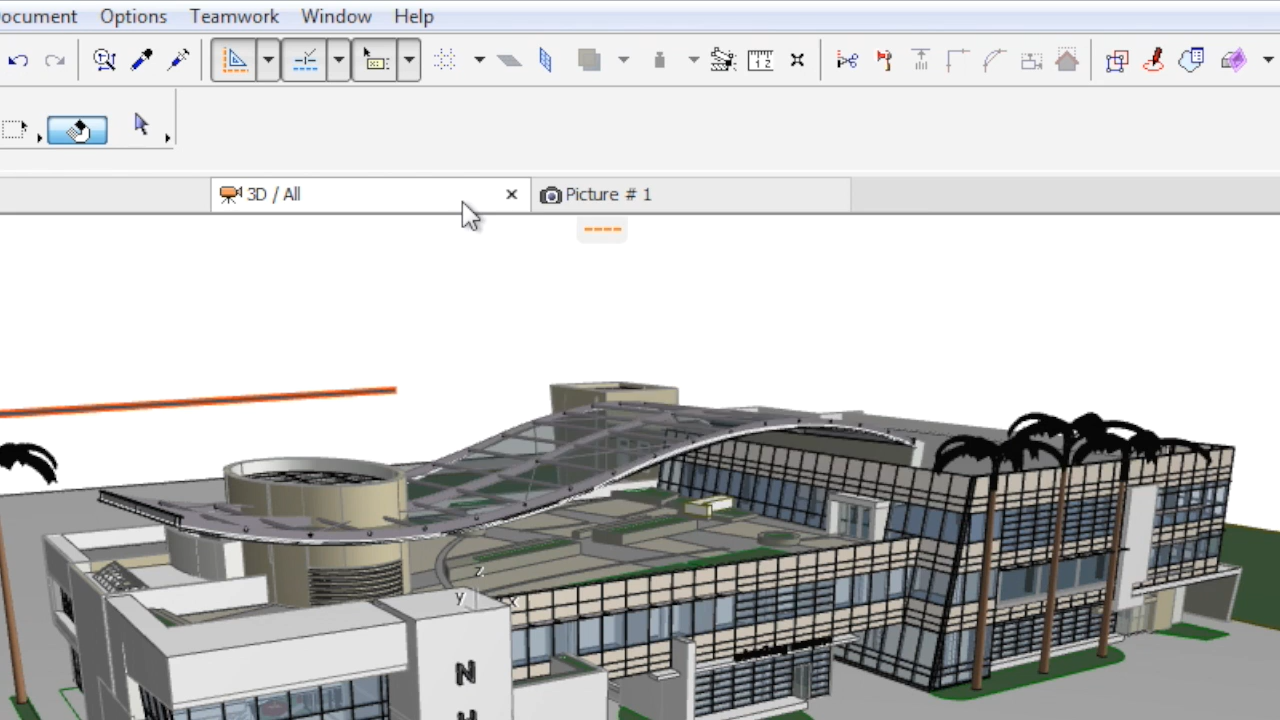 ocument Options Teamwork Window Help
3D / All
Picture # 1
z
y x
N